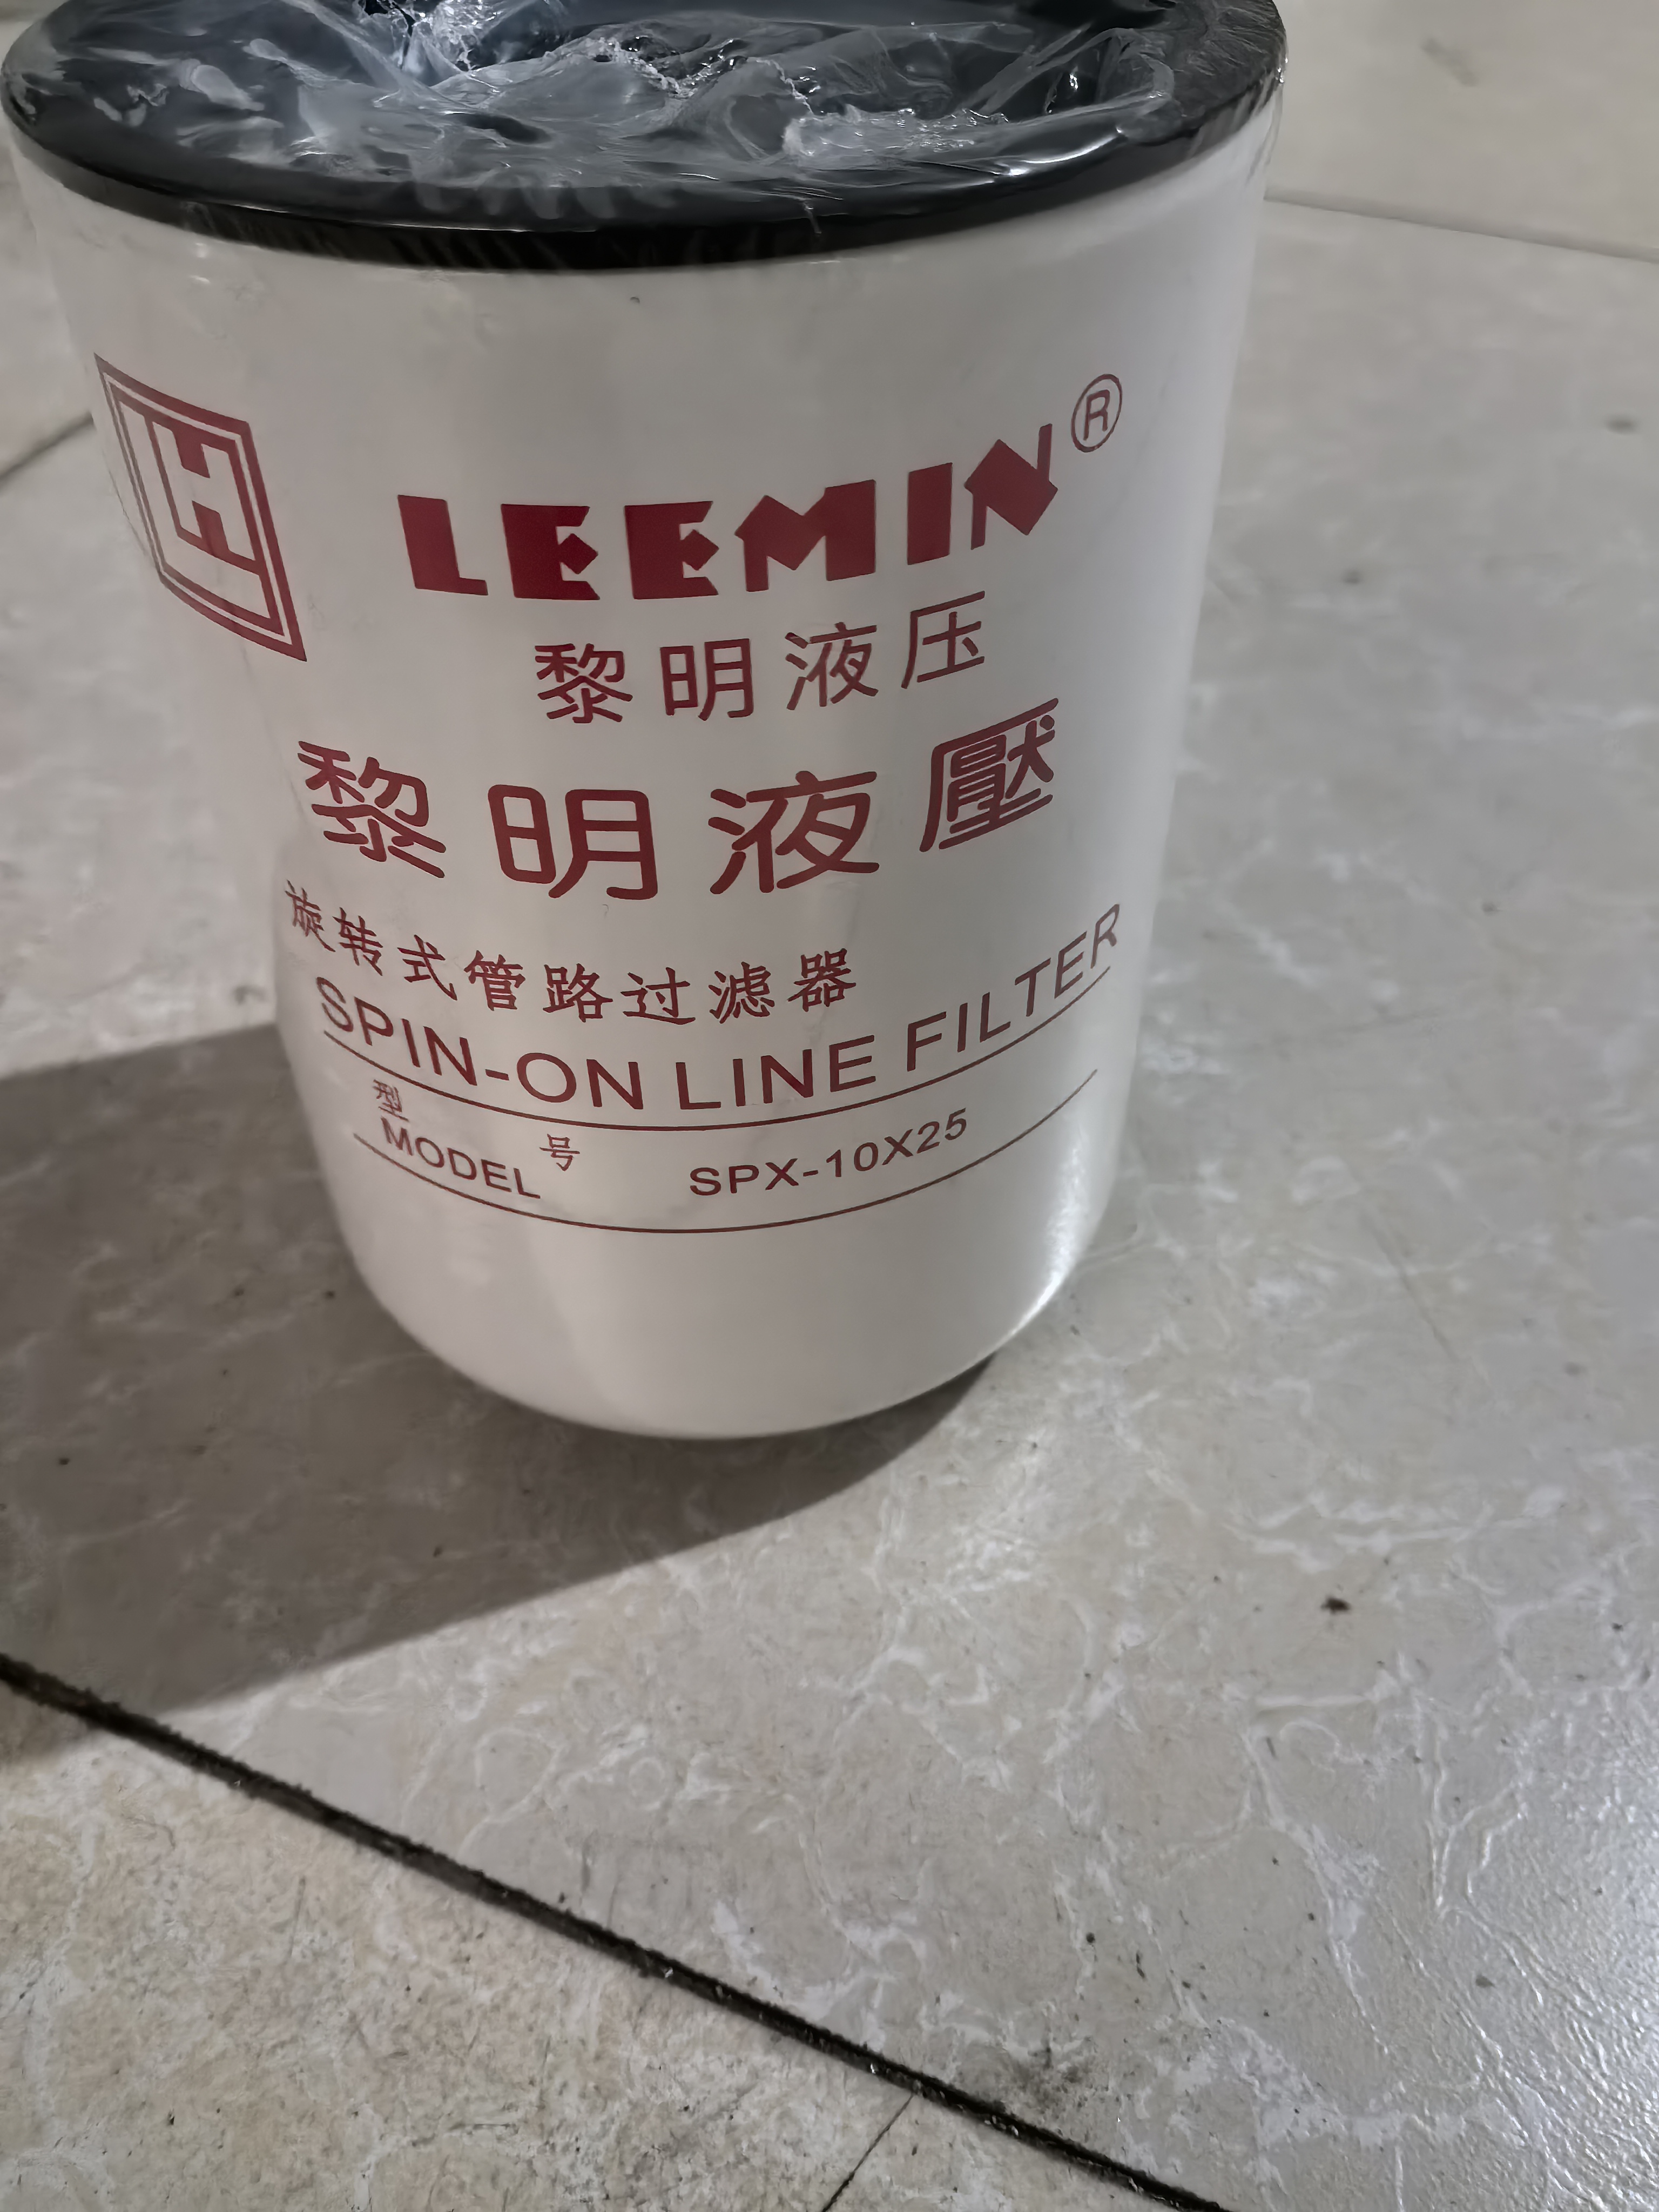 LH
LEEMIN®
黎明液压
黎明液壓
旋转式管路过滤器
SPIN-ON LINE FILTER
型号
MODEL SPX-10X25